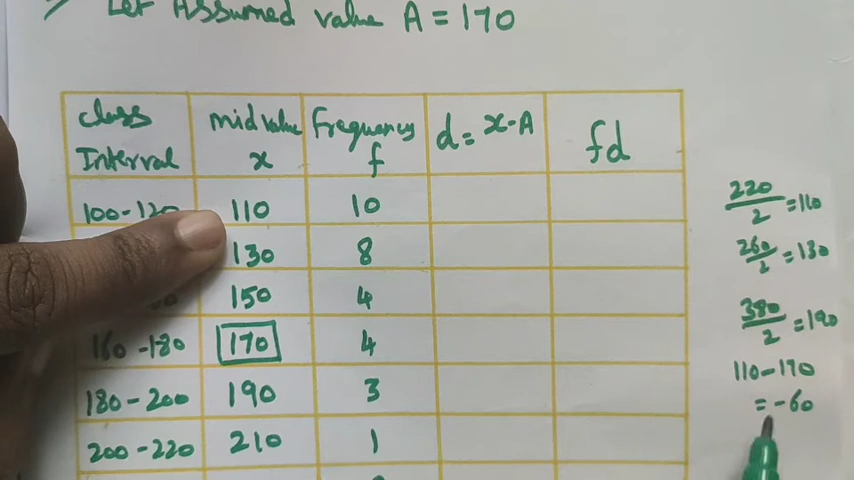 Let Assumed value A = 170
class Interval mid value x Frequency f d = x-A fd
100-120 110 10
130 8
150 4
160-180 170 4
180-200 190 3
200-220 210 1
220/2 = 110
260/2 = 130
380/2 = 190
110-170
= -60